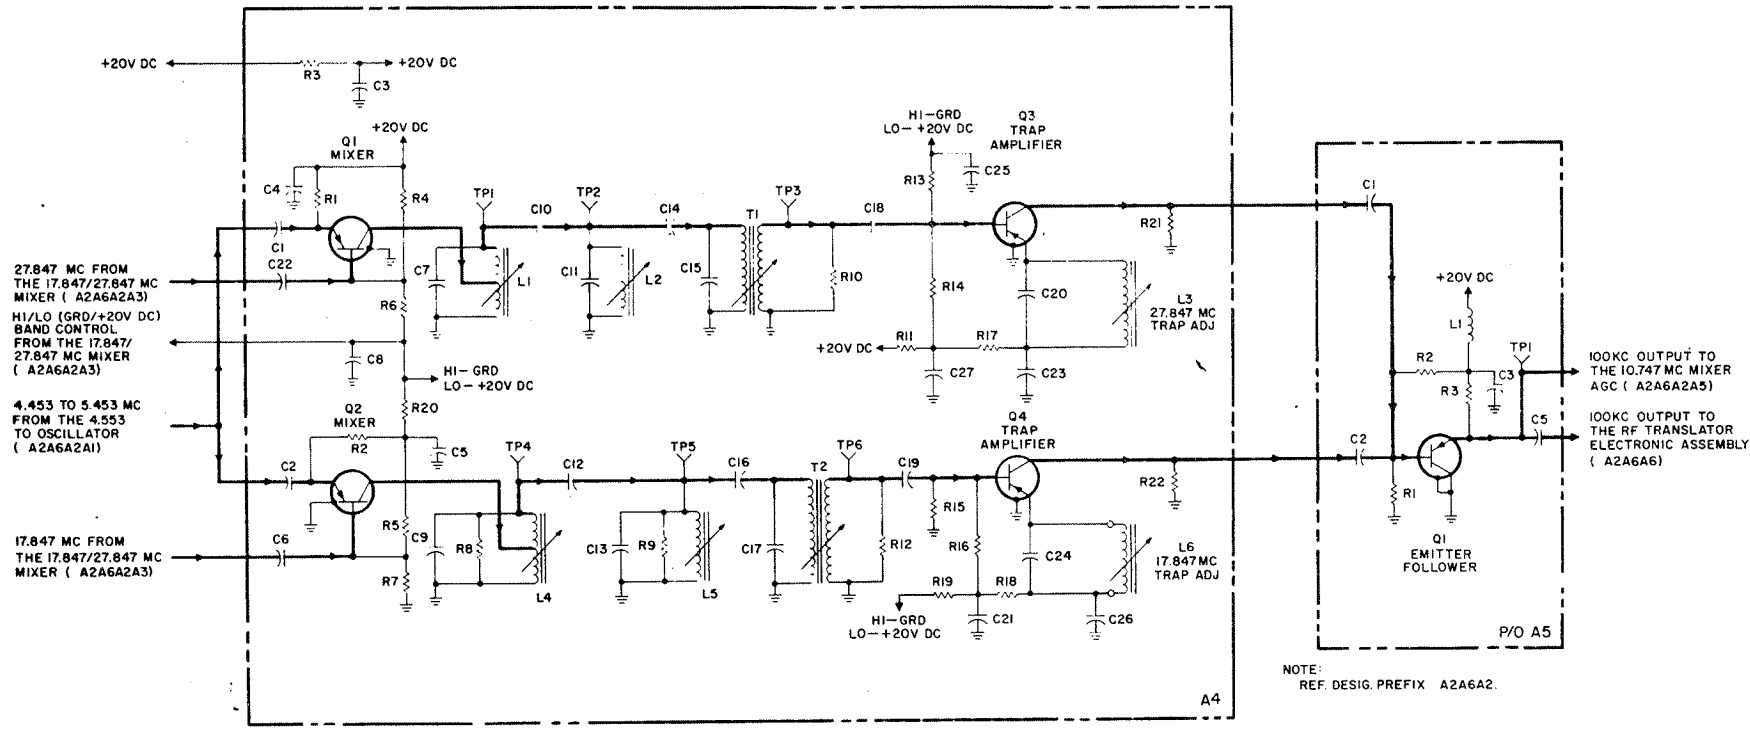 +20V DC
R3
+20V DC
C3
+20V DC
Q1
MIXER
C4
R1
R4
C1
C22
27.847 MC FROM
THE 17.847/27.847 MC
MIXER ( A2A6A2A3)
HI/LO (GRD/+20V DC)
BAND CONTROL
FROM THE 17.847/
27.847 MC MIXER
( A2A6A2A3)
R6
C8
HI-GRD
LO-+20V DC
4.453 TO 5.453 MC
FROM THE 4.553
TO OSCILLATOR
( A2A6A2A1)
Q2
MIXER
R20
R2
C5
C2
R5
C6
R7
17.847 MC FROM
THE 17.847/27.847 MC
MIXER ( A2A6A2A3)
TP1
C10
TP2
C14
T1
TP3
C18
C7
L1
C11
L2
C15
R10
HI-GRD
LO-+20V DC
Q3
TRAP
AMPLIFIER
C25
R13
R21
R14
C20
L3
27.847 MC
TRAP ADJ
+20V DC
R11
R17
C27
C23
TP4
C12
TP5
C16
T2
TP6
C19
Q4
TRAP
AMPLIFIER
R22
C9
R8
L4
C13
R9
L5
C17
R12
R15
R16
C24
L6
17.847 MC
TRAP ADJ
R19
R18
HI-GRD
LO-+20V DC
C21
C26
A4
C1
+20V DC
L1
TP1
R2
C3
R3
C2
C5
R1
Q1
EMITTER
FOLLOWER
P/O A5
100KC OUTPUT TO
THE 10.747 MC MIXER
AGC ( A2A6A2A5)
100KC OUTPUT TO
THE RF TRANSLATOR
ELECTRONIC ASSEMBLY
( A2A6A6)
NOTE:
REF. DESIG. PREFIX A2A6A2.